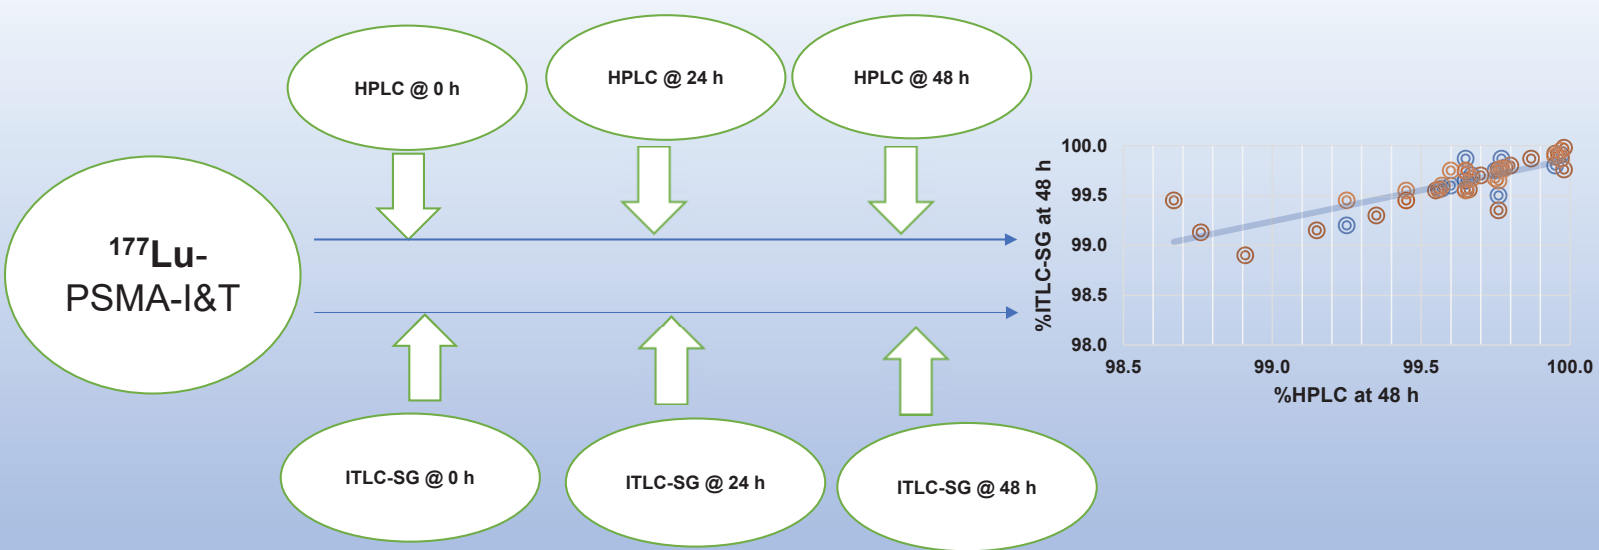 HPLC @ 0 h
HPLC @ 24 h
HPLC @ 48 h
¹⁷⁷Lu-
PSMA-I&T
ITLC-SG @ 0 h
ITLC-SG @ 24 h
ITLC-SG @ 48 h
%ITLC-SG at 48 h
100.0
99.5
99.0
98.5
98.0
98.5 99.0 99.5 100.0
%HPLC at 48 h